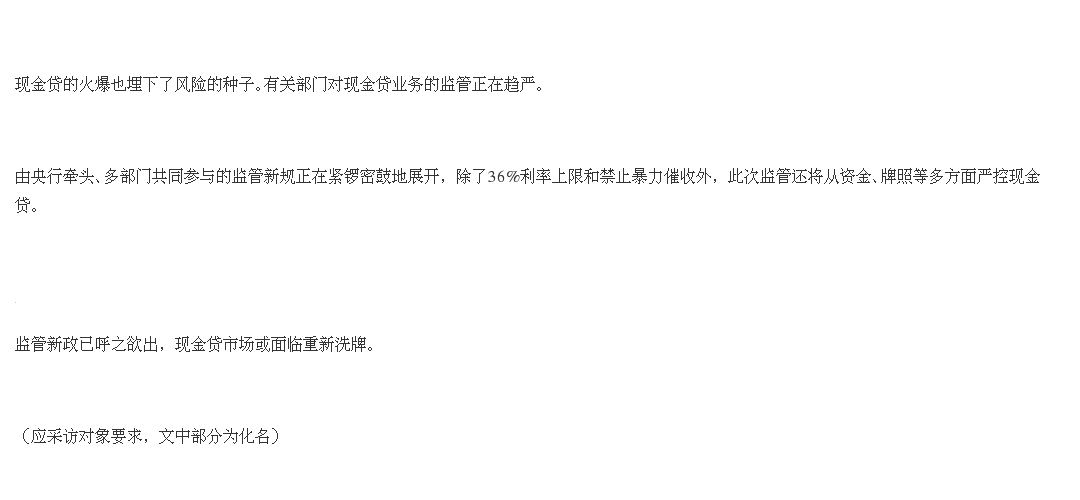 现金贷的火爆也埋下了风险的种子。有关部门对现金贷业务的监管正在趋严。
由央行牵头、多部门共同参与的监管新规正在紧锣密鼓地展开，除了36%利率上限和禁止暴力催收外，此次监管还将从资金、牌照等多方面严控现金
贷。
监管新政已呼之欲出，现金贷市场或面临重新洗牌。
（应采访对象要求，文中部分为化名）